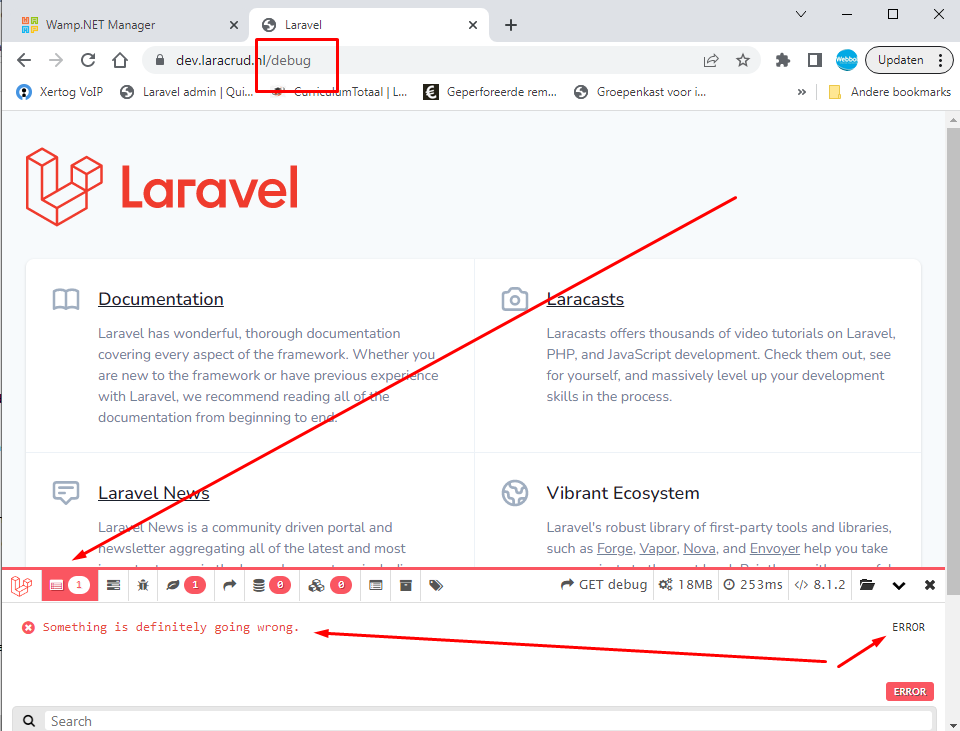 Wamp.NET Manager
Laravel
dev.laracrud.nl/debug
Webbo
Updaten
Xertog VoIP
Laravel admin | Qui...
CurriculumTotaal | L...
Geperforeerde rem...
Groepenkast voor i...
Andere bookmarks
Laravel
Documentation
Laravel has wonderful, thorough documentation
covering every aspect of the framework. Whether you
are new to the framework or have previous experience
with Laravel, we recommend reading all of the
documentation from beginning to end.
Laracasts
Laracasts offers thousands of video tutorials on Laravel,
PHP, and JavaScript development. Check them out, see
for yourself, and massively level up your development
skills in the process.
Laravel News
Laravel News is a community driven portal and
newsletter aggregating all of the latest and most
Vibrant Ecosystem
Laravel's robust library of first-party tools and libraries,
such as Forge, Vapor, Nova, and Envoyer help you take
1
1
0
0
GET debug
18MB
253ms
8.1.2
Something is definitely going wrong.
ERROR
ERROR
Search